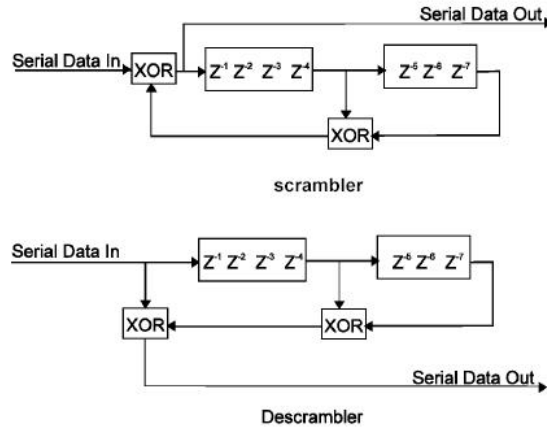 Serial Data Out
Serial Data In
XOR
Z-1 Z-2 Z-3 Z-4
Z-5 Z-6 Z-7
XOR
scrambler
Serial Data In
Z-1 Z-2 Z-3 Z-4
Z-5 Z-6 Z-7
XOR
XOR
Serial Data Out
Descrambler